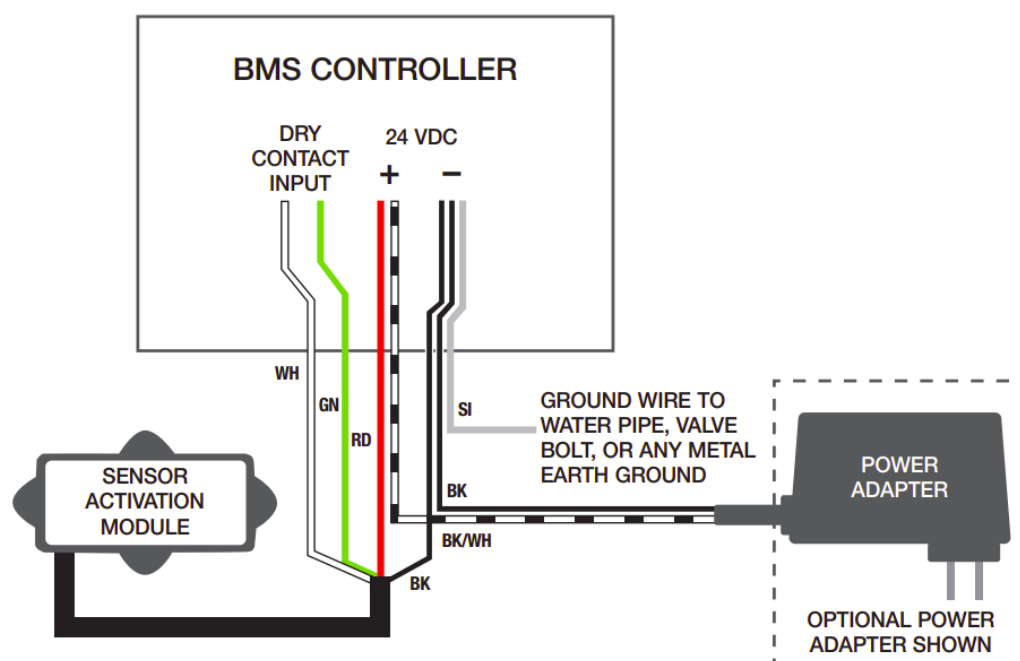 BMS CONTROLLER
DRY
CONTACT
INPUT
24 VDC
+
−
WH
GN
RD
SI
GROUND WIRE TO
WATER PIPE, VALVE
BOLT, OR ANY METAL
EARTH GROUND
BK
BK/WH
BK
SENSOR
ACTIVATION
MODULE
POWER
ADAPTER
OPTIONAL POWER
ADAPTER SHOWN